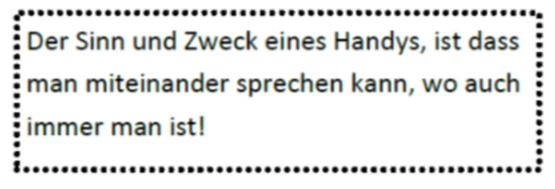 Der Sinn und Zweck eines Handys, ist dass
man miteinander sprechen kann, wo auch
immer man ist!